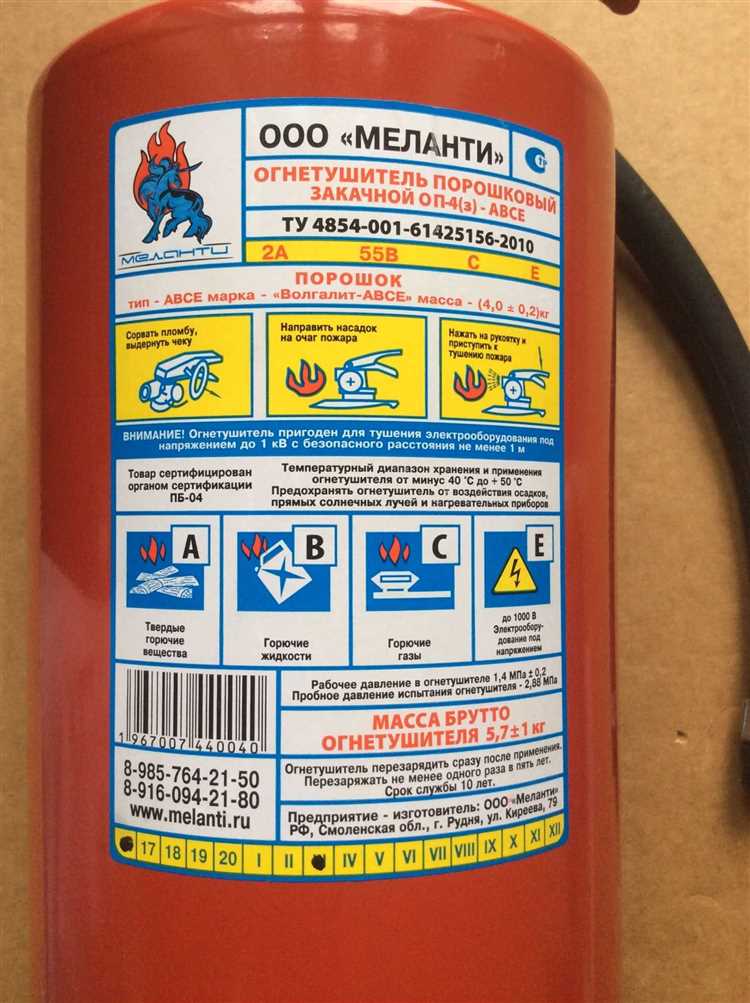 ООО «МЕЛАНТИ»
СТР
МЕЛАНТИ
ОГНЕТУШИТЕЛЬ ПОРОШКОВЫЙ
ЗАКАЧНОЙ ОП-4(з) - АВСЕ
ТУ 4854-001-61425156-2010
2A 55B C E
ПОРОШОК
тип - АВСЕ марка - «Волгалит-АВСЕ» масса - (4,0 ± 0,2)кг
Сорвать пломбу,
выдернуть чеку
Направить насадок
на очаг пожара
Нажать на рукоятку и
приступить к
тушению пожара
ВНИМАНИЕ! Огнетушитель пригоден для тушения электрооборудования под
напряжением до 1 кВ с безопасного расстояния не менее 1 м
Товар сертифицирован
органом сертификации
ПБ-04
Температурный диапазон хранения и применения
огнетушителя от минус 40 °С до + 50 °С
Предохранять огнетушитель от воздействия осадков,
прямых солнечных лучей и нагревательных приборов
A
Твердые
горючие
вещества
B
Горючие
жидкости
C
Горючие
газы
E
до 1000 В
Электрообору-
дование под
напряжением
1 967007 440040
Рабочее давление в огнетушителе 1,4 МПа ± 0,2
Пробное давление испытания огнетушителя - 2,88 МПа
МАССА БРУТТО
ОГНЕТУШИТЕЛЯ 5,7±1 кг
8-985-764-21-50
8-916-094-21-80
www.melanti.ru
Огнетушитель перезарядить сразу после применения.
Перезаряжать не менее одного раза в пять лет.
Срок службы 10 лет.
Предприятие - изготовитель: ООО «Меланти»
РФ, Смоленская обл., г. Рудня, ул. Киреева, 79
17 18 19 20 I II IV V VI VII VIII IX X XI XII